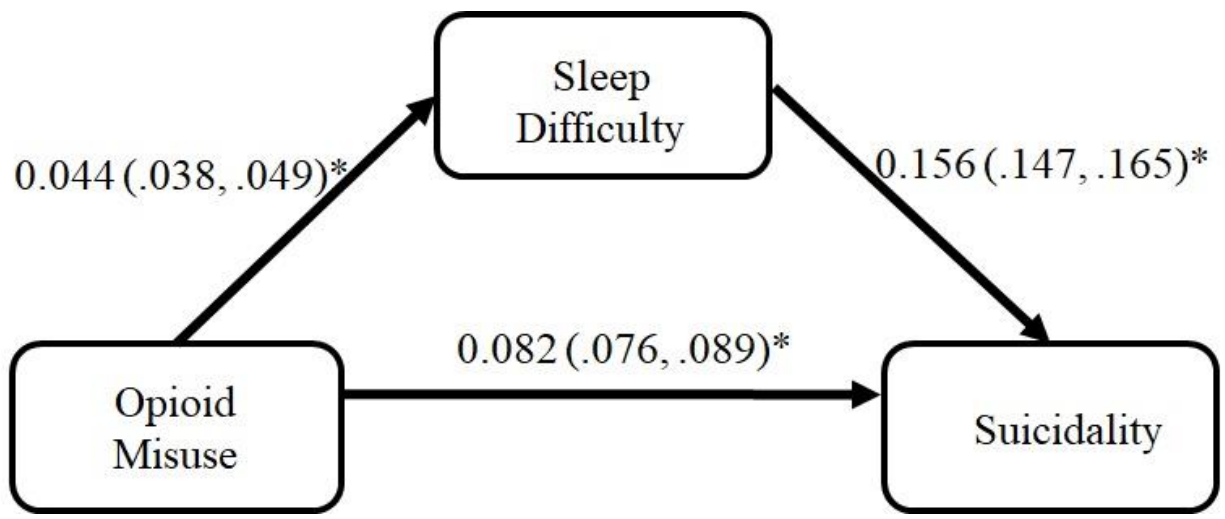 Sleep
Difficulty
0.044 (.038, .049)*
0.156 (.147, .165)*
0.082 (.076, .089)*
Opioid
Misuse
Suicidality